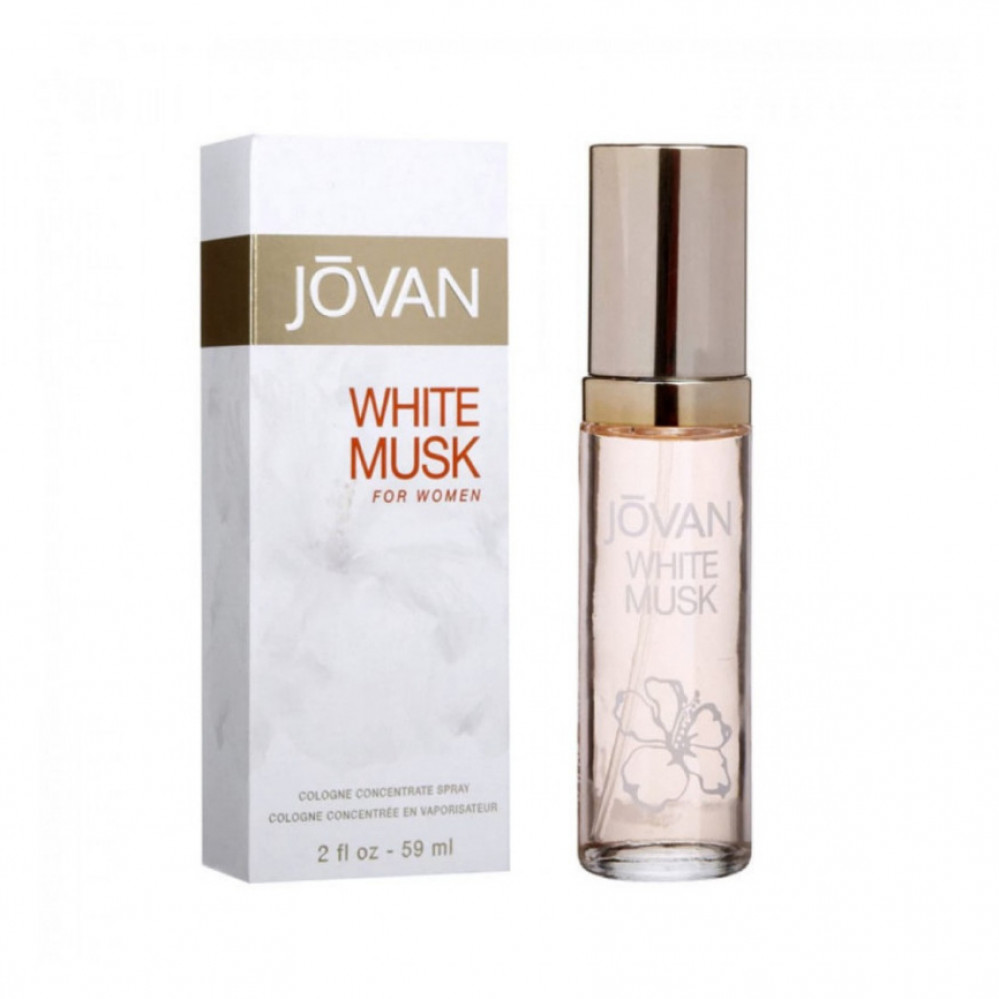 JŌVAN
WHITE
MUSK
FOR WOMEN
COLOGNE CONCENTRATE SPRAY
COLOGNE CONCENTRÉE EN VAPORISATEUR
2 fl oz - 59 ml
JŌVAN
WHITE
MUSK